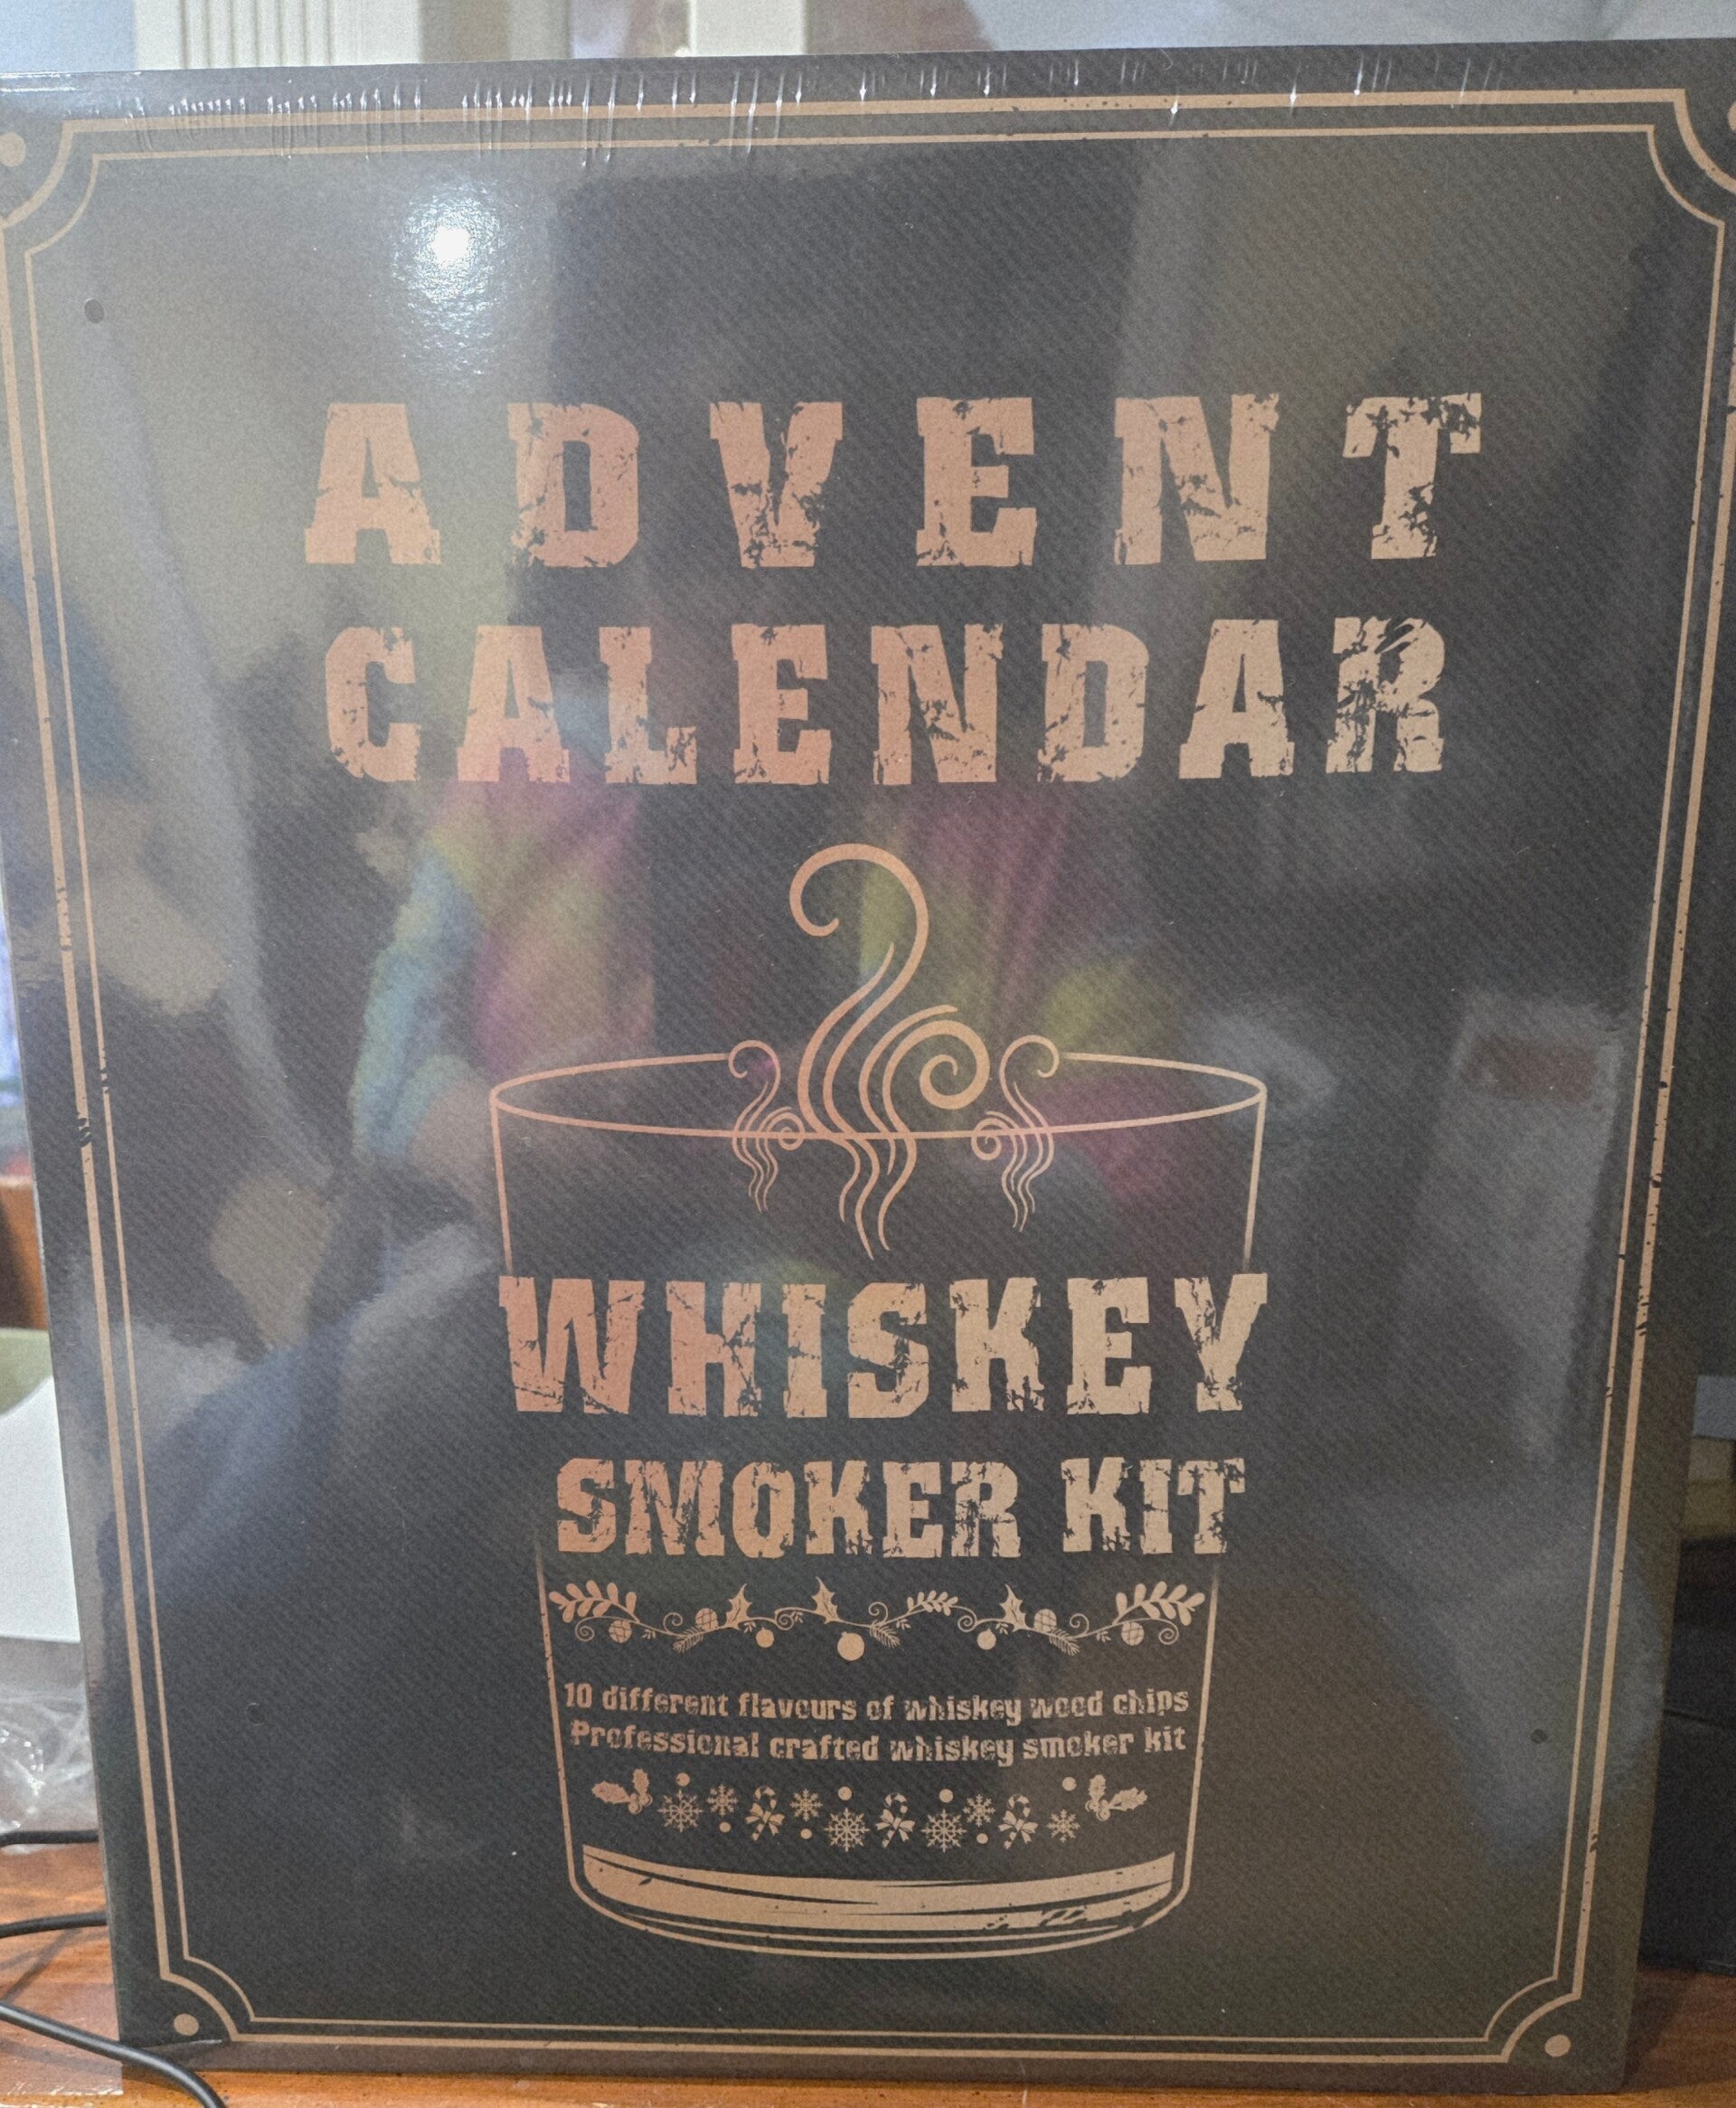 ADVENT
CALENDAR
WHISKEY
SMOKER KIT
10 different flavours of whiskey wood chips
Professional crafted whiskey smoker kit